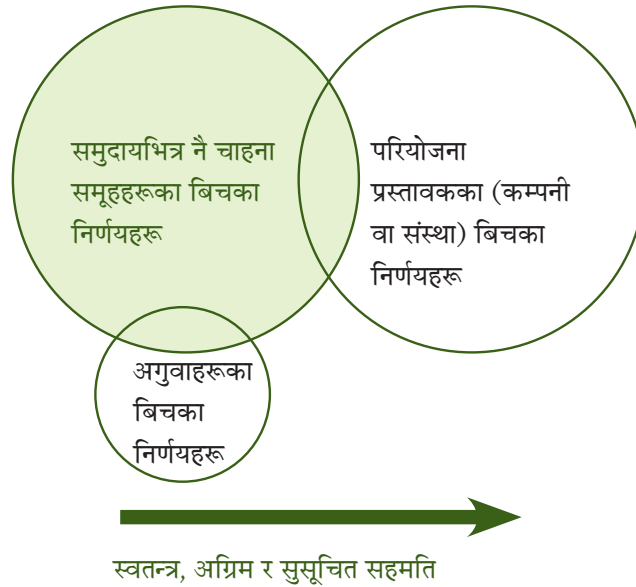 समुदायभित्र नै चाहना
समूहहरूका बिचका
निर्णयहरू
परियोजना
प्रस्तावकका (कम्पनी
वा संस्था) बिचका
निर्णयहरू
अगुवाहरूका
बिचका
निर्णयहरू
स्वतन्त्र, अग्रिम र सुसूचित सहमति